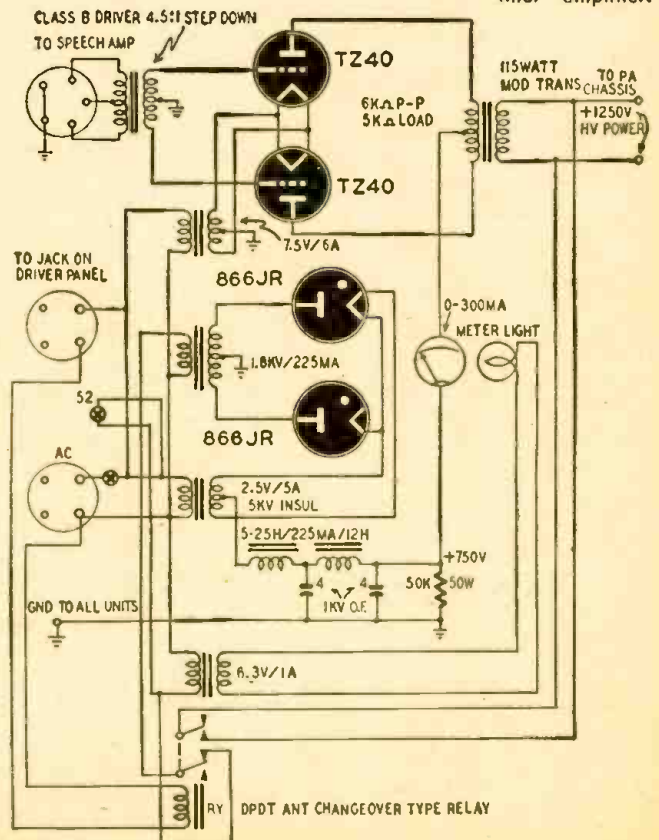 mier amplifier.
CLASS B DRIVER 4.5:1 STEP DOWN
TO SPEECH AMP
TZ40
6KΩ P-P
5KΩ LOAD
115WATT
MOD TRANS
TO PA
CHASSIS
+1250V
HV POWER
TZ40
7.5V/6A
TO JACK ON
DRIVER PANEL
866JR
0-300MA
METER LIGHT
1.8KV/225MA
S2
866JR
AC
2.5V/5A
5KV INSUL
5-25H/225MA/12H
+750V
4
4
50K
50W
1KV O.F.
GND TO ALL UNITS
6.3V/1A
RY
DPDT ANT CHANGEOVER TYPE RELAY